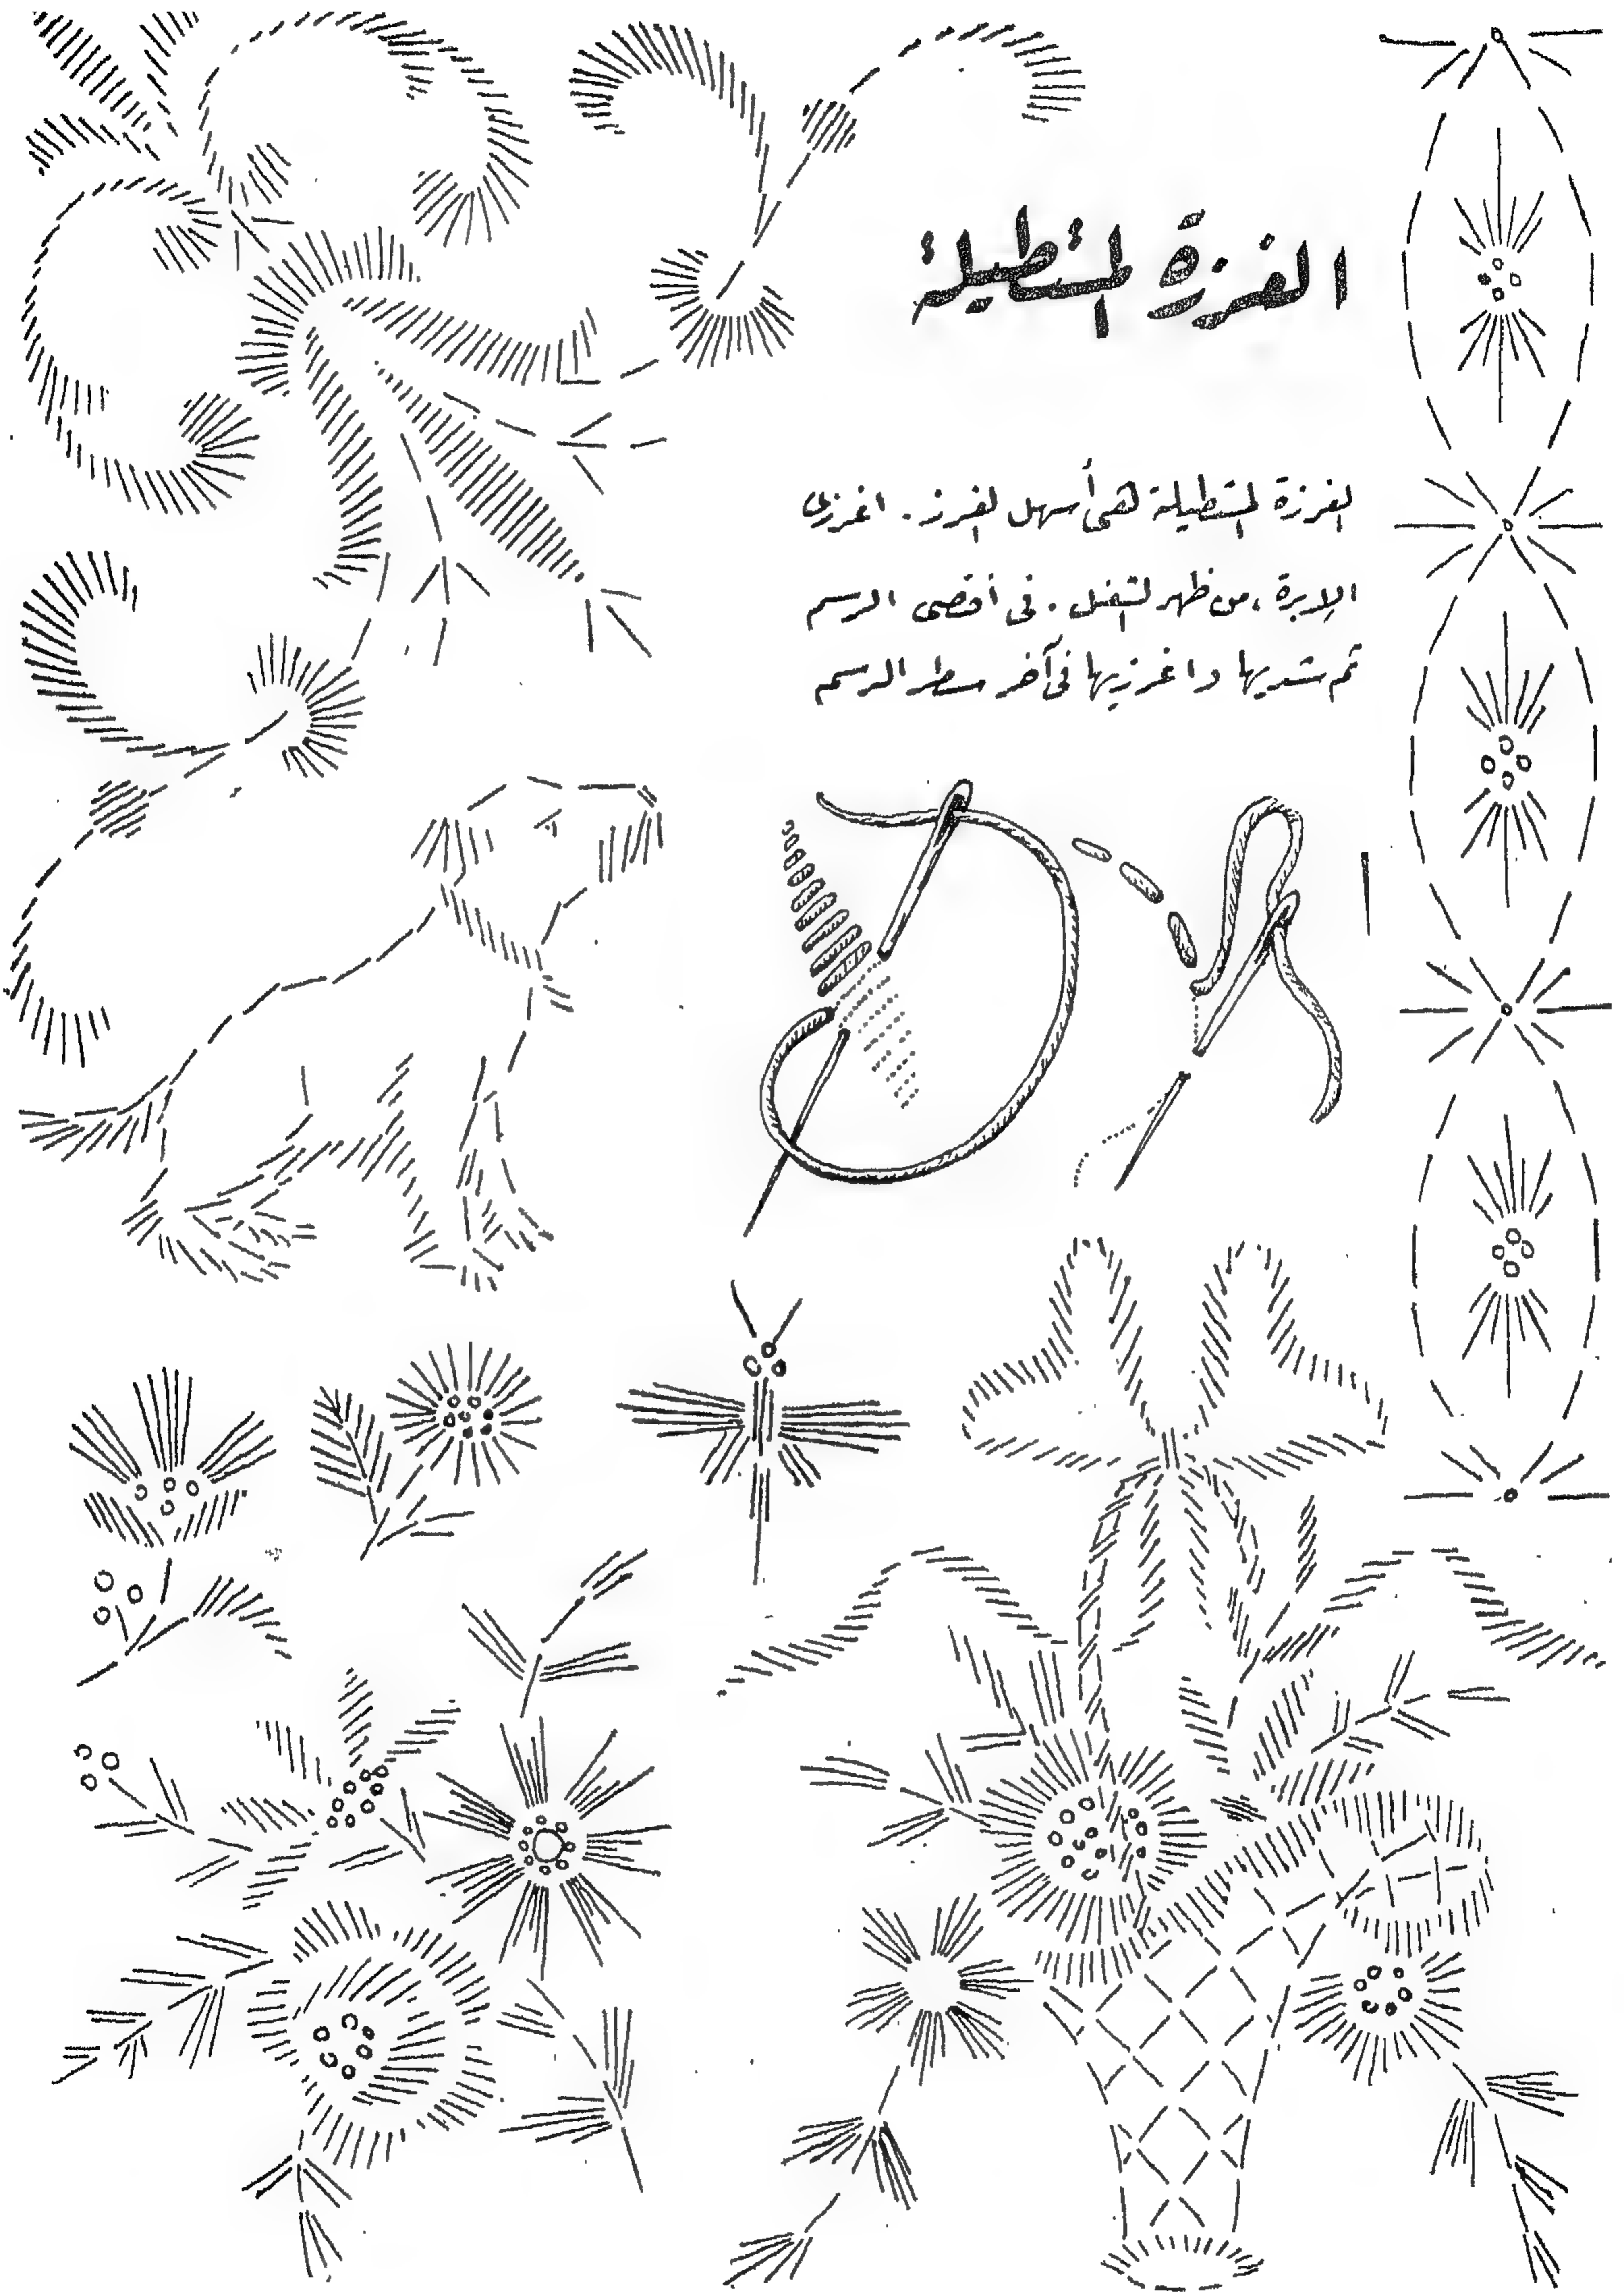 الغرزة المستطيلة
الغرزة المستطيلة هى أسهل الغرز . اغرزى
الإبرة ، من ظهر الشغل . فى أقصى الرسم
ثم شديها واغرزيها فى آخر سطر الرسم